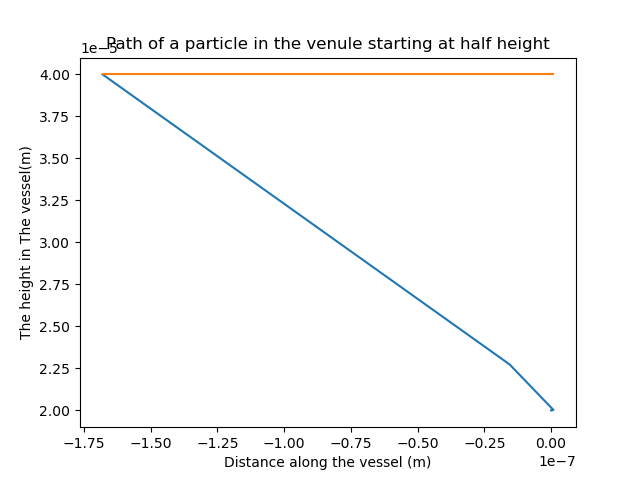 Path of a particle in the venule starting at half height
1e−5
4.00
3.75
3.50
3.25
3.00
2.75
2.50
2.25
2.00
The height in The vessel(m)
−1.75 −1.50 −1.25 −1.00 −0.75 −0.50 −0.25 0.00
1e−7
Distance along the vessel (m)